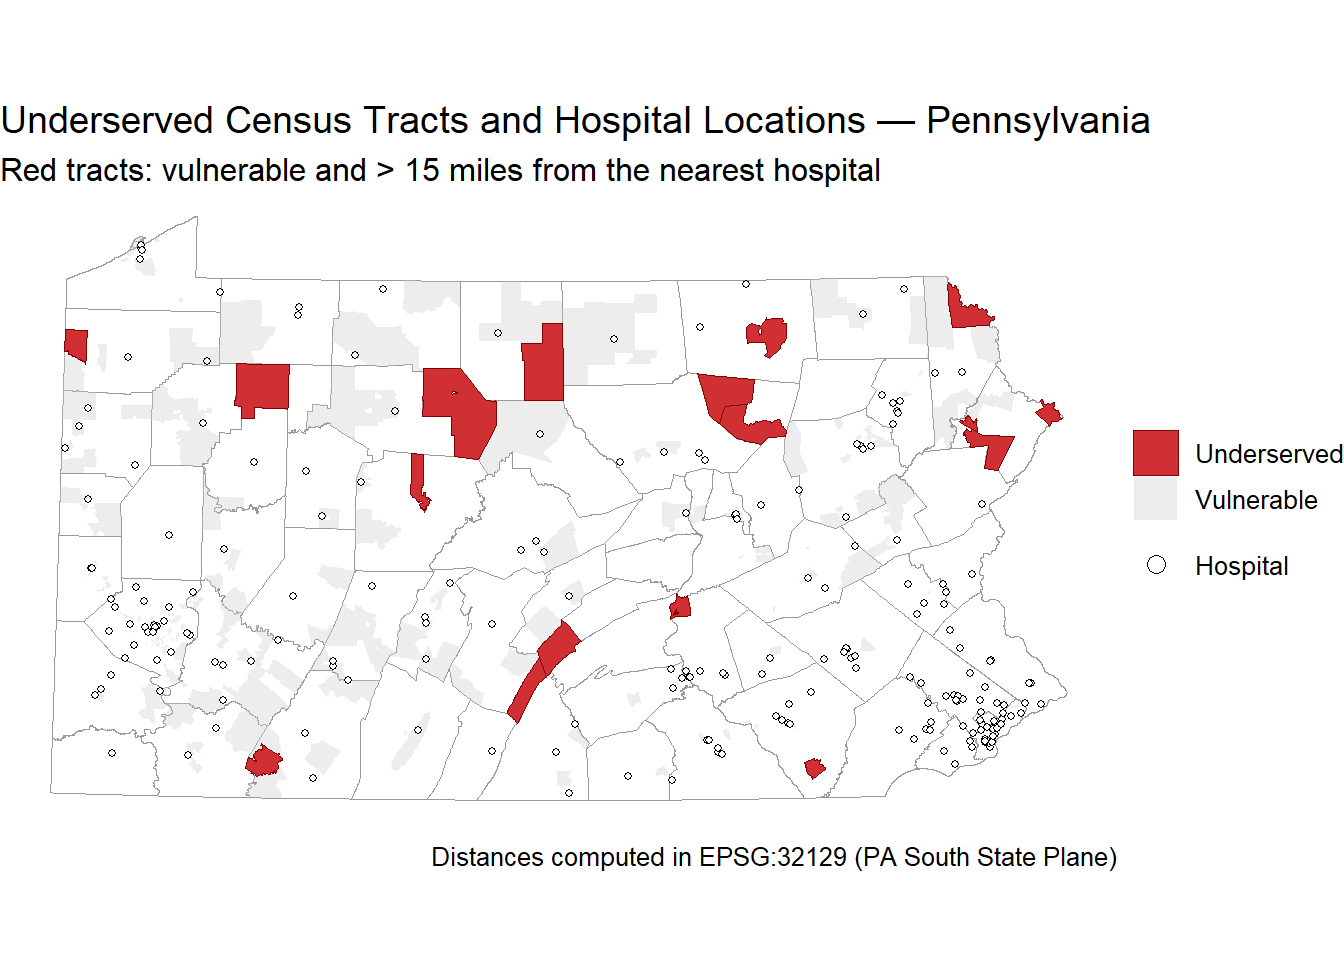 Underserved Census Tracts and Hospital Locations — Pennsylvania
Red tracts: vulnerable and > 15 miles from the nearest hospital
Underserved
Vulnerable
Hospital
Distances computed in EPSG:32129 (PA South State Plane)